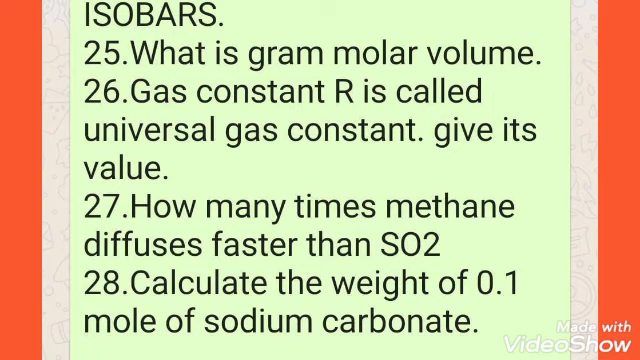 ISOBARS.
25.What is gram molar volume.
26.Gas constant R is called
universal gas constant. give its
value.
27.How many times methane
diffuses faster than SO2
28.Calculate the weight of 0.1
mole of sodium carbonate.
Made with
VideoShow